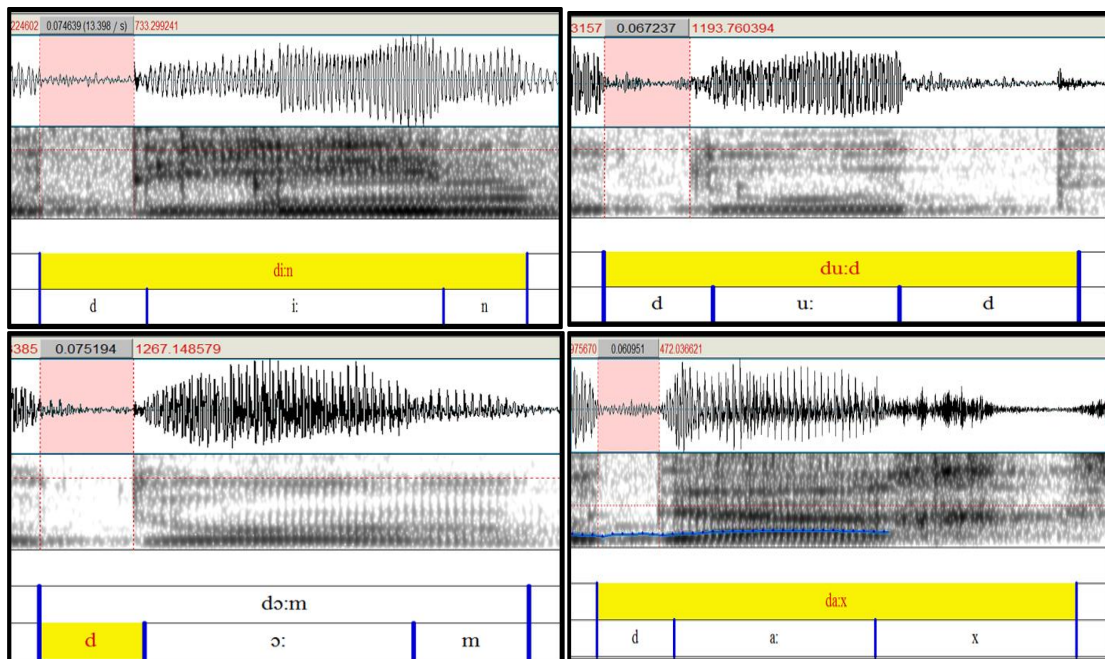 224602 0.074639 (13.398 / s) 733.299241
di:n
d i: n
3157 0.067237 1193.760394
du:d
d u: d
385 0.075194 1267.148579
dɔ:m
d ɔ: m
975670 0.060951 472.036621
da:x
d a: x